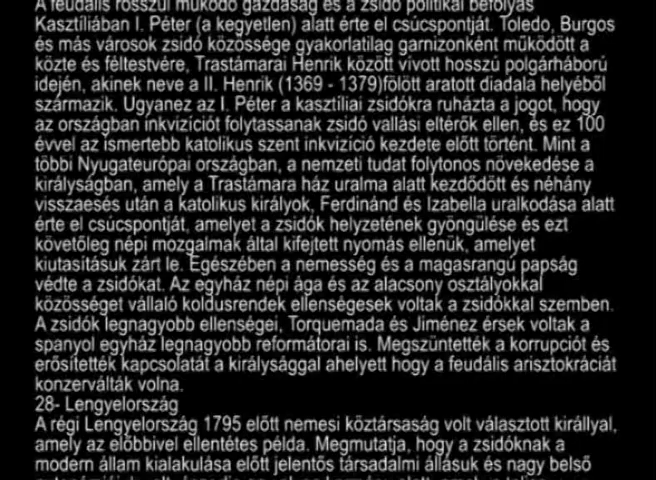 A feudális rosszul működő gazdaság és a zsidó politikai befolyás
Kasztíliában I. Péter (a kegyetlen) alatt érte el csúcspontját. Toledo, Burgos
és más városok zsidó közössége gyakorlatilag garnizonként működött a
közte és féltestvére, Trastámarai Henrik között vívott hosszú polgárháború
idején, akinek neve a II. Henrik (1369 - 1379)fölött aratott diadala helyéből
származik. Ugyanez az I. Péter a kasztíliai zsidókra ruházta a jogot, hogy
az országban inkvizíciót folytassanak zsidó vallási eltérők ellen, és ez 100
évvel az ismertebb katolikus szent inkvizíció kezdete előtt történt. Mint a
többi Nyugateurópai országban, a nemzeti tudat folytonos növekedése a
királyságban, amely a Trastámara ház uralma alatt kezdődött és néhány
visszaesés után a katolikus királyok, Ferdinánd és Izabella uralkodása alatt
érte el csúcspontját, amelyet a zsidók helyzetének gyöngülése és ezt
követőleg népi mozgalmak által kifejtett nyomás ellenük, amelyet
kiutasításuk zárt le. Egészében a nemesség és a magasrangú papság
védte a zsidókat. Az egyház népi ága és az alacsony osztályokkal
közösséget vállaló koldusrendek ellenségesek voltak a zsidókkal szemben.
A zsidók legnagyobb ellenségei, Torquemada és Jiménez érsek voltak a
spanyol egyház legnagyobb reformátorai is. Megszüntették a korrupciót és
erősítették kapcsolatát a királysággal ahelyett hogy a feudális arisztokráciát
konzerválták volna.
28- Lengyelország
A régi Lengyelország 1795 előtt nemesi köztársaság volt választott királlyal,
amely az előbbivel ellentétes példa. Megmutatja, hogy a zsidóknak a
modern állam kialakulása előtt jelentős társadalmi állásuk és nagy belső